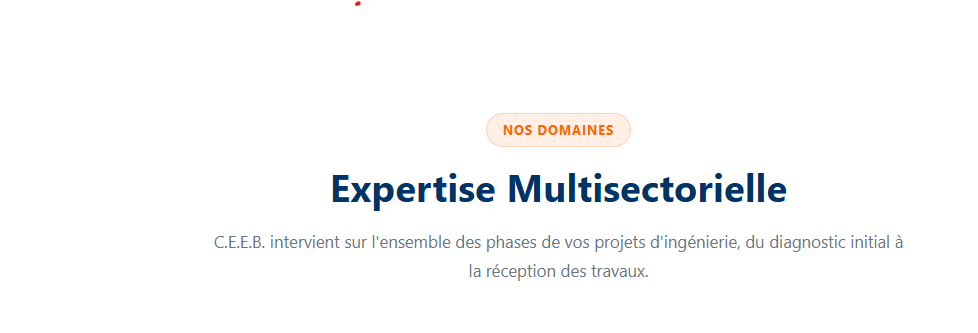 NOS DOMAINES
Expertise Multisectorielle
C.E.E.B. intervient sur l'ensemble des phases de vos projets d'ingénierie, du diagnostic initial à
la réception des travaux.